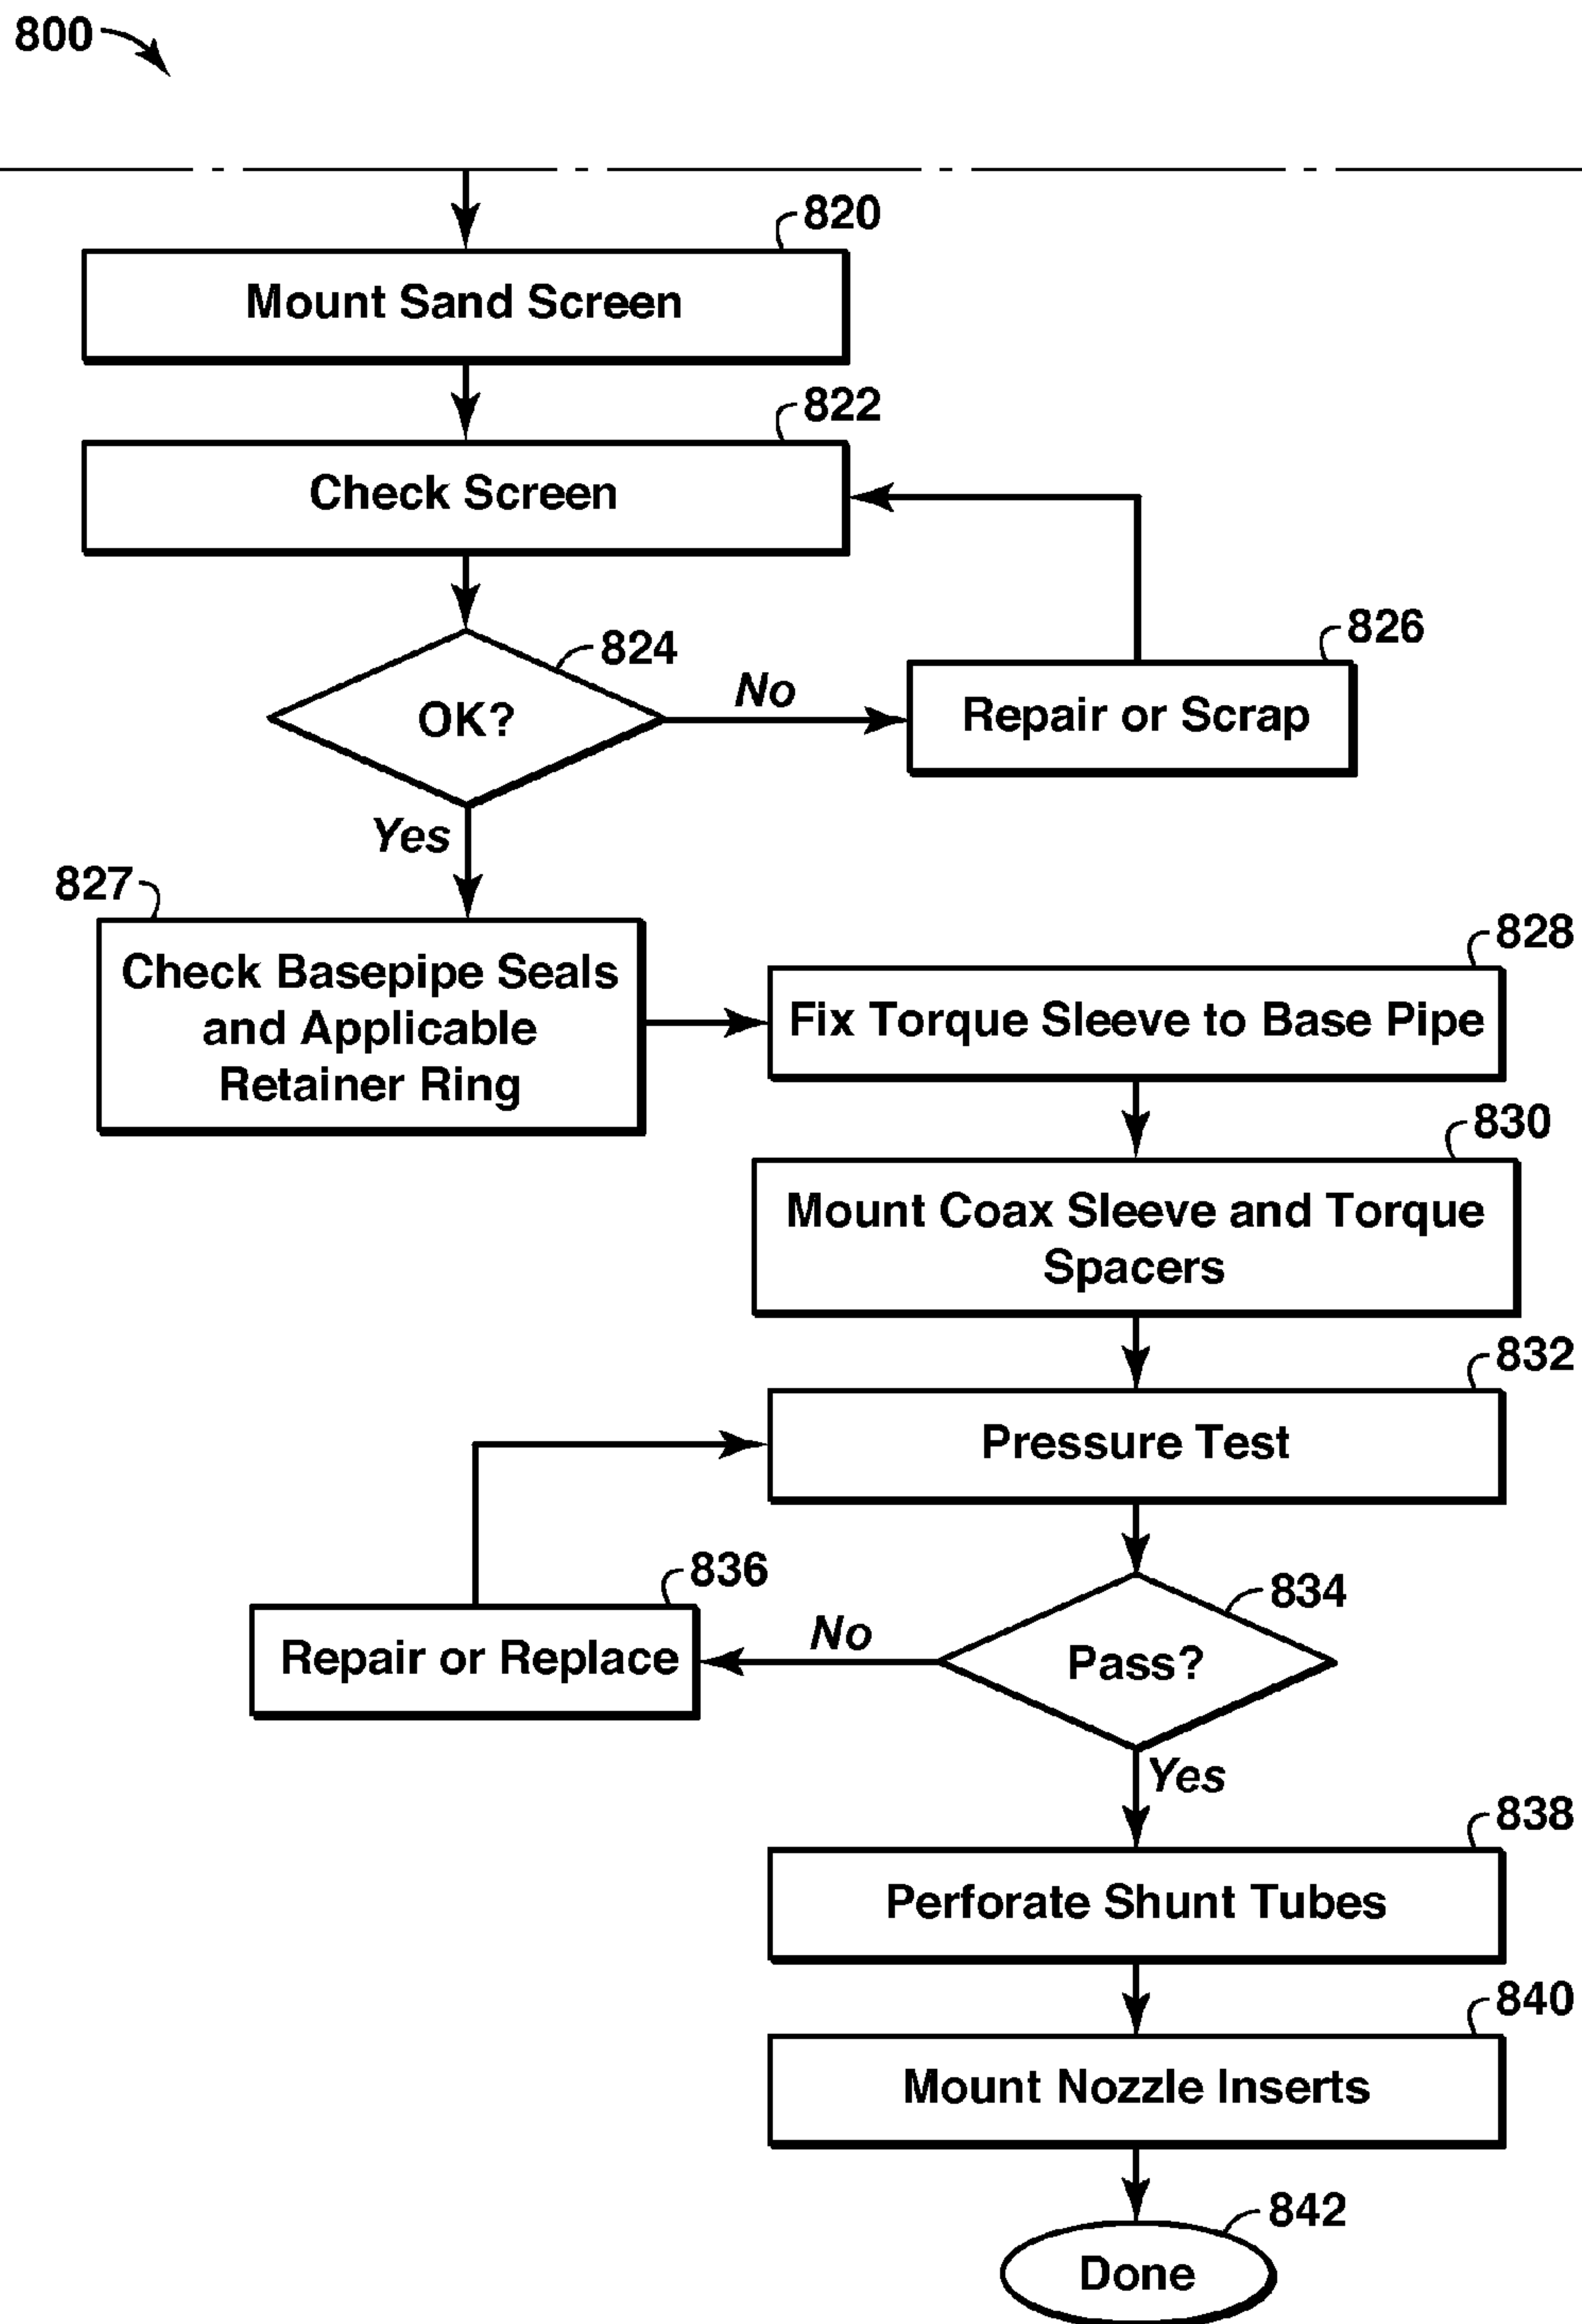 800
820
Mount Sand Screen
822
Check Screen
824
OK?
No
826
Repair or Scrap
Yes
827
Check Basepipe Seals
and Applicable
Retainer Ring
828
Fix Torque Sleeve to Base Pipe
830
Mount Coax Sleeve and Torque
Spacers
832
Pressure Test
834
Pass?
No
836
Repair or Replace
Yes
838
Perforate Shunt Tubes
840
Mount Nozzle Inserts
842
Done